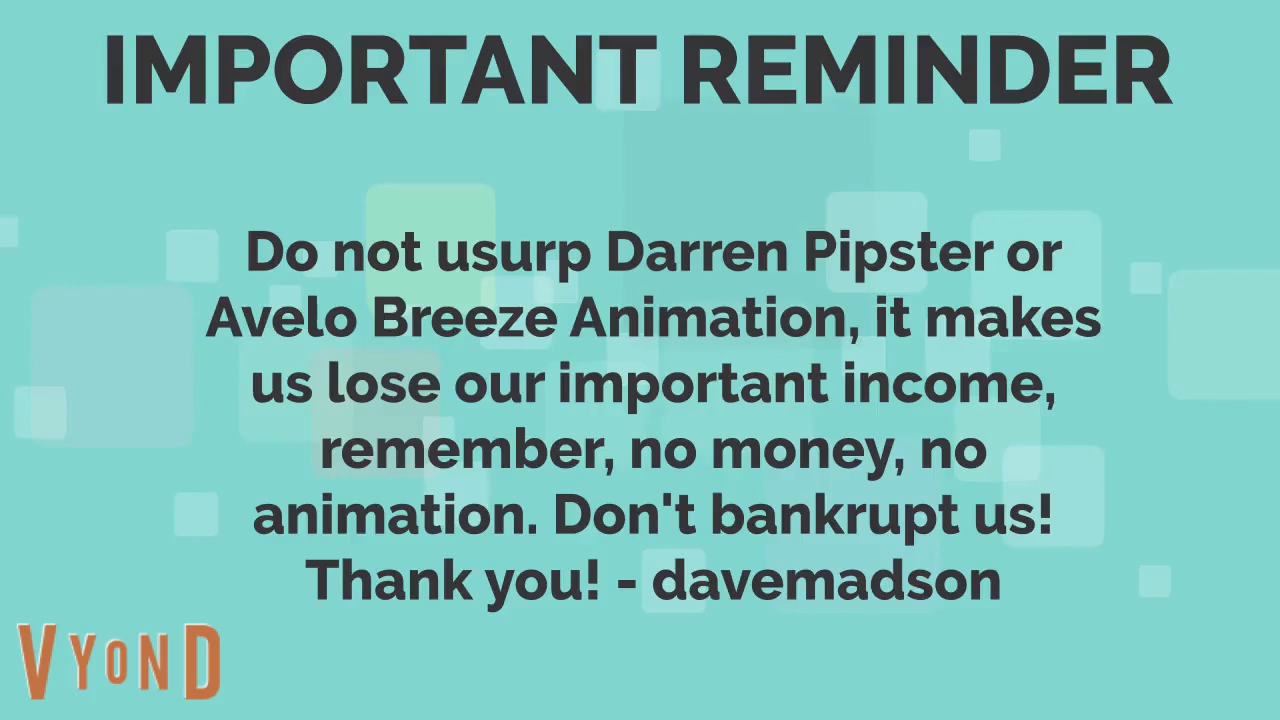 IMPORTANT REMINDER
Do not usurp Darren Pipster or
Avelo Breeze Animation, it makes
us lose our important income,
remember, no money, no
animation. Don't bankrupt us!
Thank you! - davemadson
VYOND